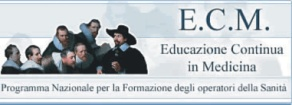 E.C.M.
Educazione Continua
in Medicina
Programma Nazionale per la Formazione degli operatori della Sanità